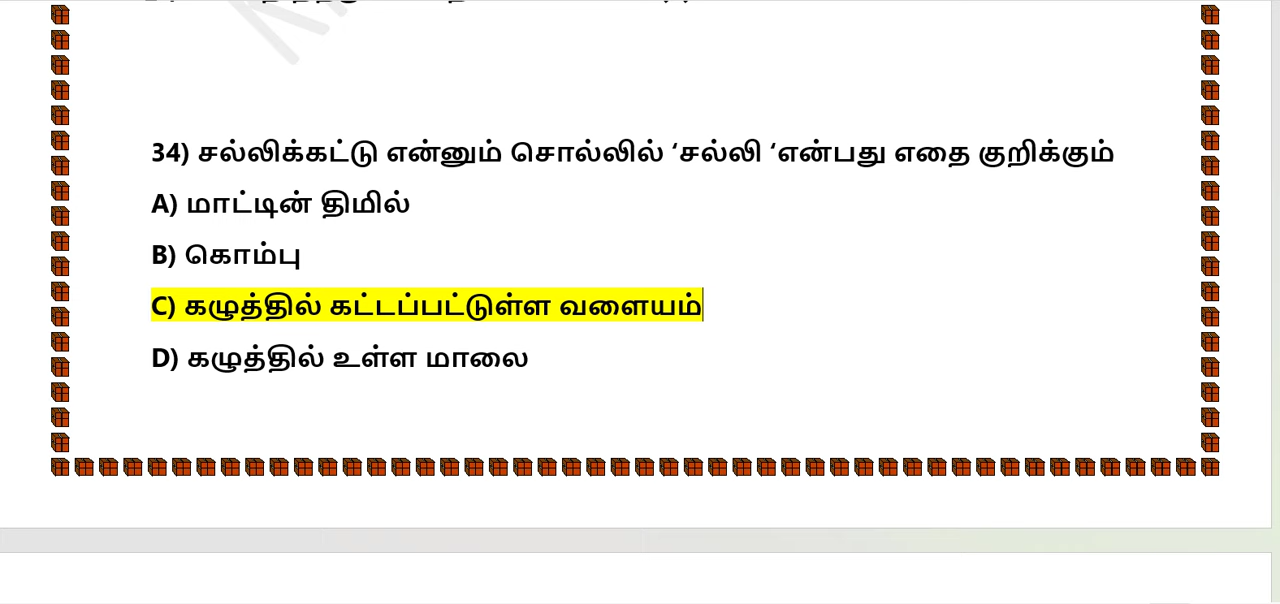 34) சல்லிக்கட்டு என்னும் சொல்லில் ‘சல்லி ‘என்பது எதை குறிக்கும்
A) மாட்டின் திமில்
B) கொம்பு
C) கழுத்தில் கட்டப்பட்டுள்ள வளையம்
D) கழுத்தில் உள்ள மாலை